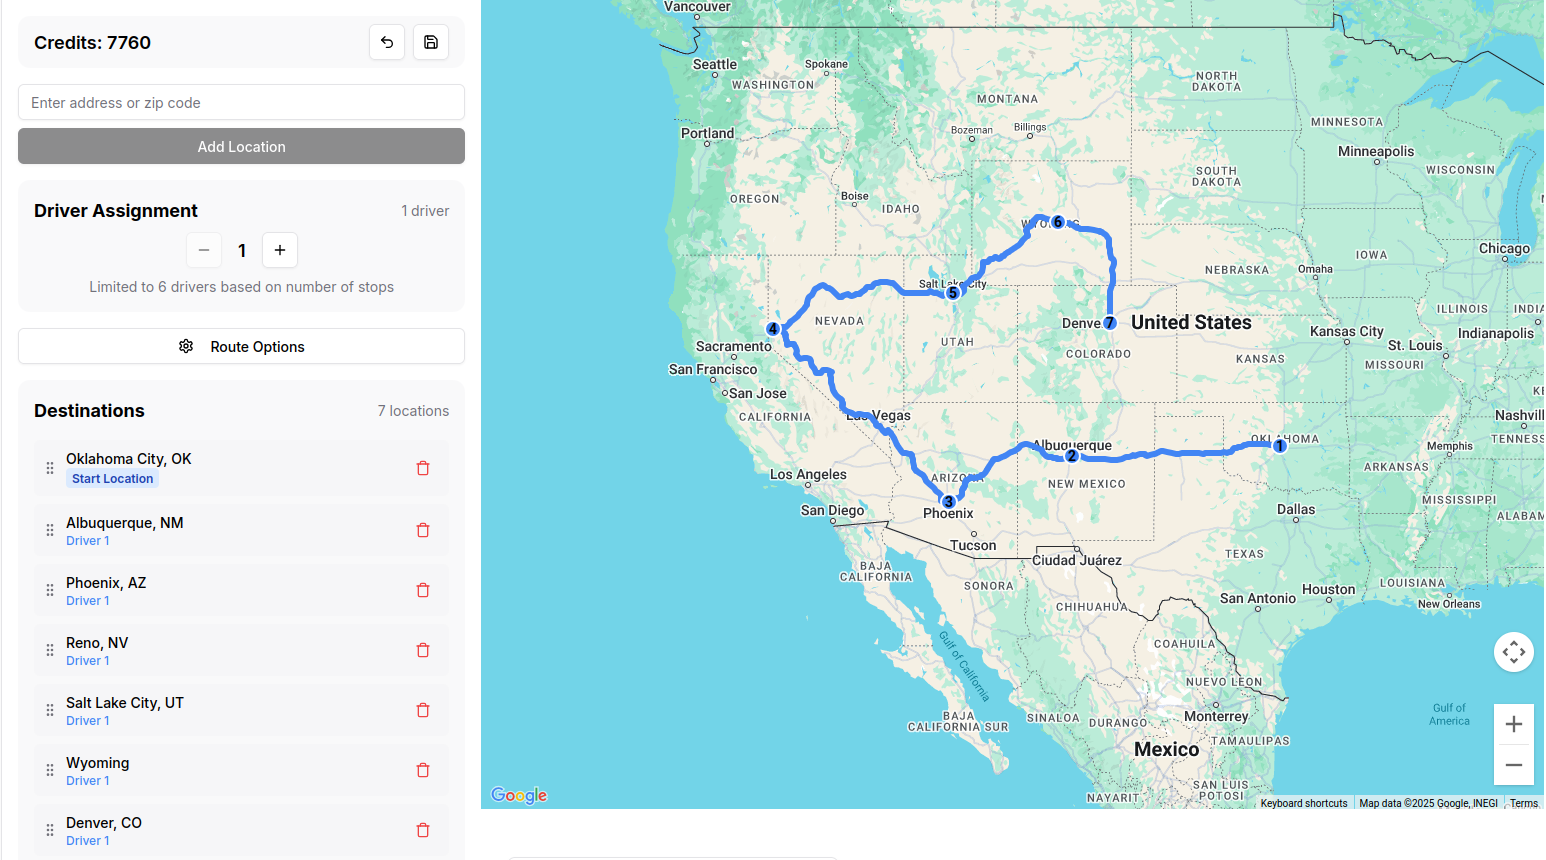 Credits: 7760
Enter address or zip code
Add Location
Driver Assignment
1 driver
1
Limited to 6 drivers based on number of stops
Route Options
Destinations
7 locations
Oklahoma City, OK
Start Location
Albuquerque, NM
Driver 1
Phoenix, AZ
Driver 1
Reno, NV
Driver 1
Salt Lake City, UT
Driver 1
Wyoming
Driver 1
Denver, CO
Driver 1
Vancouver
Seattle
Spokane
WASHINGTON
NORTH
DAKOTA
MONTANA
MINNESOTA
Portland
Bozeman
Billings
Minneapolis
WISCONSIN
SOUTH
DAKOTA
OREGON
Boise
IDAHO
6
Chicago
IOWA
NEBRASKA
Omaha
Salt Lake City
5
ILLINOIS
INDIA
NEVADA
4
Denve
7
United States
Kansas City
Indianapolis
Sacramento
UTAH
COLORADO
St. Louis
KANSAS
MISSOURI
San Francisco
San Jose
CALIFORNIA
Las Vegas
KE
Nashvill
OKLAHOMA
1
TENNESS
Albuquerque
2
Memphis
Los Angeles
ARIZONA
NEW MEXICO
ARKANSAS
3
MISSISSIPPI
San Diego
Phoenix
Dallas
ALABAM
Tucson
Ciudad Juárez
TEXAS
BAJA
CALIFORNIA
SONORA
LOUISIANA
Houston
San Antonio
New Orleans
CHIHUAHUA
COAHUILA
Gulf of California
NUEVO LEON
BAJA
CALIFORNIA SUR
SINALOA
DURANGO
Monterrey
Gulf of
America
TAMAULIPAS
Mexico
SAN LUIS
POTOSI
NAYARIT
Google
Keyboard shortcuts
Map data ©2025 Google, INEGI
Terms